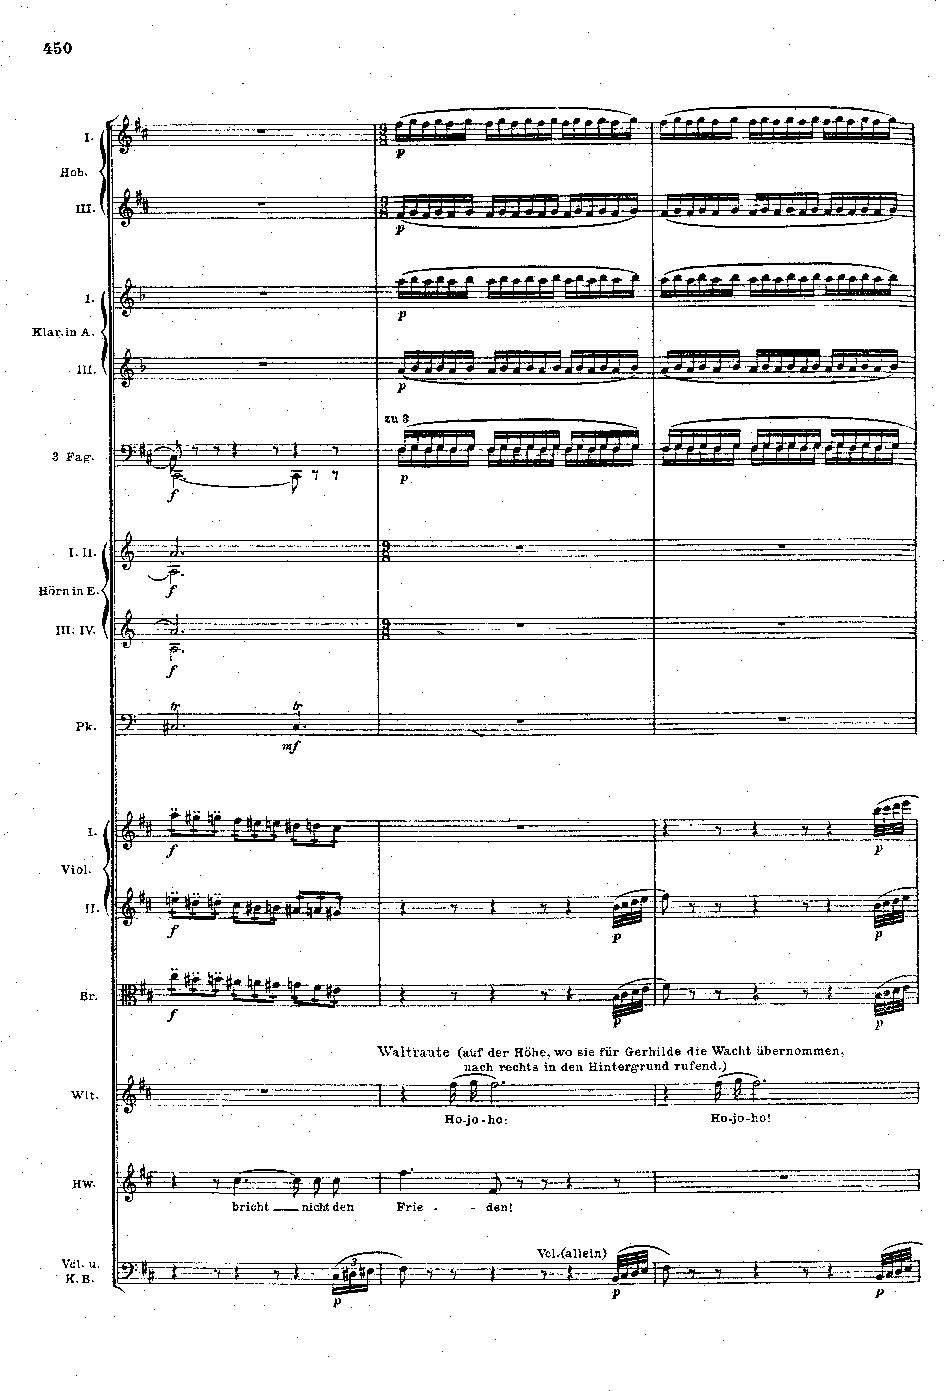 450
I.
Hob.
III.
p
p
I.
Klar. in A.
III.
p
p
zu 3
3 Fag.
f
p
I. II.
Hörn in E.
f
III. IV.
f
tr tr
Pk.
mf
I.
f
p
Viol.
II.
f
p
p
Br.
f
p
p
Waltraute (auf der Höhe, wo sie für Gerhilde die Wacht übernommen,
nach rechts in den Hintergrund rufend.)
Wlt.
Ho-jo-ho! Ho-jo-ho!
Hw.
bricht nicht den Frie - - den!
Vcl. (allein)
Vcl. u.
K. B.
3
p
p
p